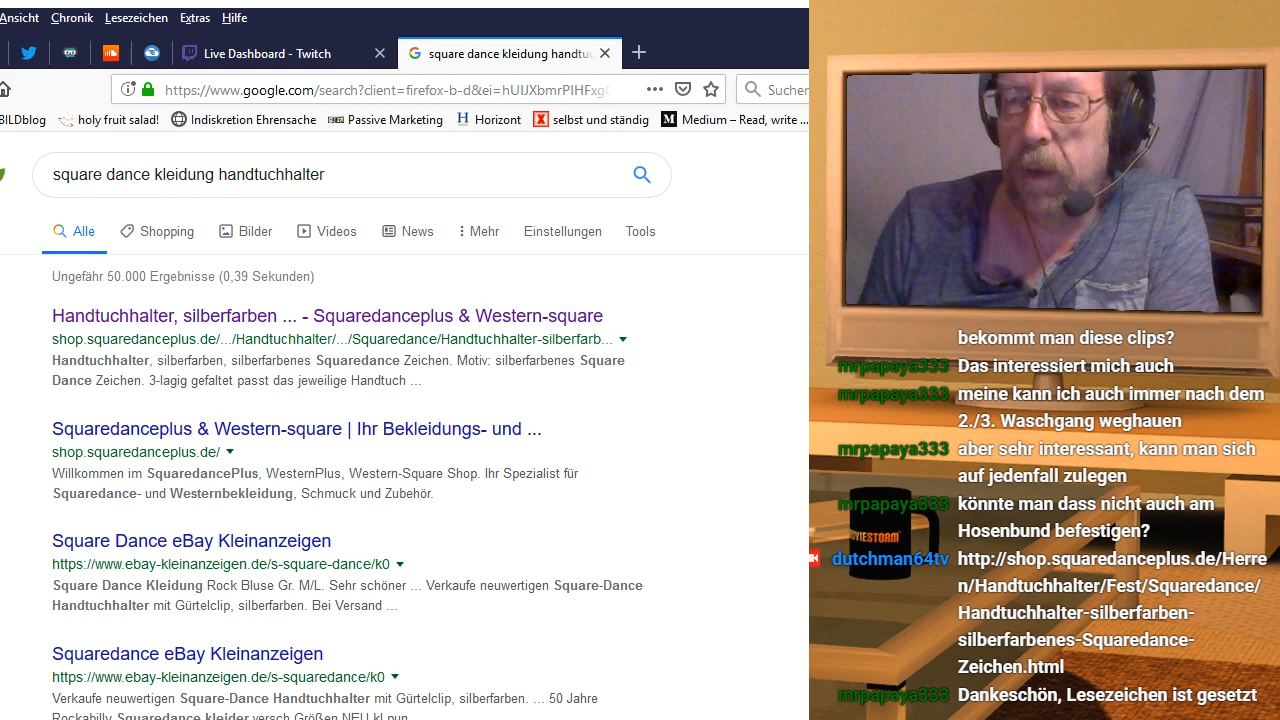 Ansicht Chronik Lesezeichen Extras Hilfe
Live Dashboard - Twitch
square dance kleidung handtuc
https://www.google.com/search?client=firefox-b-d&ei=hUIJXbmrPIHFxgG
Suchen
BILDblog holy fruit salad! Indiskretion Ehrensache Passive Marketing Horizont selbst und ständig Medium – Read, write ...
square dance kleidung handtuchhalter
Alle Shopping Bilder Videos News Mehr Einstellungen Tools
Ungefähr 50.000 Ergebnisse (0,39 Sekunden)
Handtuchhalter, silberfarben ... - Squaredanceplus & Western-square
shop.squaredanceplus.de/.../Handtuchhalter/.../Squaredance/Handtuchhalter-silberfarb...
Handtuchhalter, silberfarben, silberfarbenes Squaredance Zeichen. Motiv: silberfarbenes Square
Dance Zeichen. 3-lagig gefaltet passt das jeweilige Handtuch ...
Squaredanceplus & Western-square | Ihr Bekleidungs- und ...
shop.squaredanceplus.de/
Willkommen im SquaredancePlus, WesternPlus, Western-Square Shop. Ihr Spezialist für
Squaredance- und Westernbekleidung, Schmuck und Zubehör.
Square Dance eBay Kleinanzeigen
https://www.ebay-kleinanzeigen.de/s-square-dance/k0
Square Dance Kleidung Rock Bluse Gr. M/L. Sehr schöner ... Verkaufe neuwertigen Square-Dance
Handtuchhalter mit Gürtelclip, silberfarben. Bei Versand ...
Squaredance eBay Kleinanzeigen
https://www.ebay-kleinanzeigen.de/s-squaredance/k0
Verkaufe neuwertigen Square-Dance Handtuchhalter mit Gürtelclip, silberfarben. ... 50 Jahre
Rockabilly Squaredance kleider versch Größen NEU kl pun
bekommt man diese clips?
mrpapaya333 Das interessiert mich auch
mrpapaya333 meine kann ich auch immer nach dem
2./3. Waschgang weghauen
mrpapaya333 aber sehr interessant, kann man sich
auf jedenfall zulegen
mrpapaya333 könnte man dass nicht auch am
Hosenbund befestigen?
MOVIESTORM
dutchman64tv http://shop.squaredanceplus.de/Herre
n/Handtuchhalter/Fest/Squaredance/
Handtuchhalter-silberfarben-
silberfarbenes-Squaredance-
Zeichen.html
mrpapaya333 Dankeschön, Lesezeichen ist gesetzt